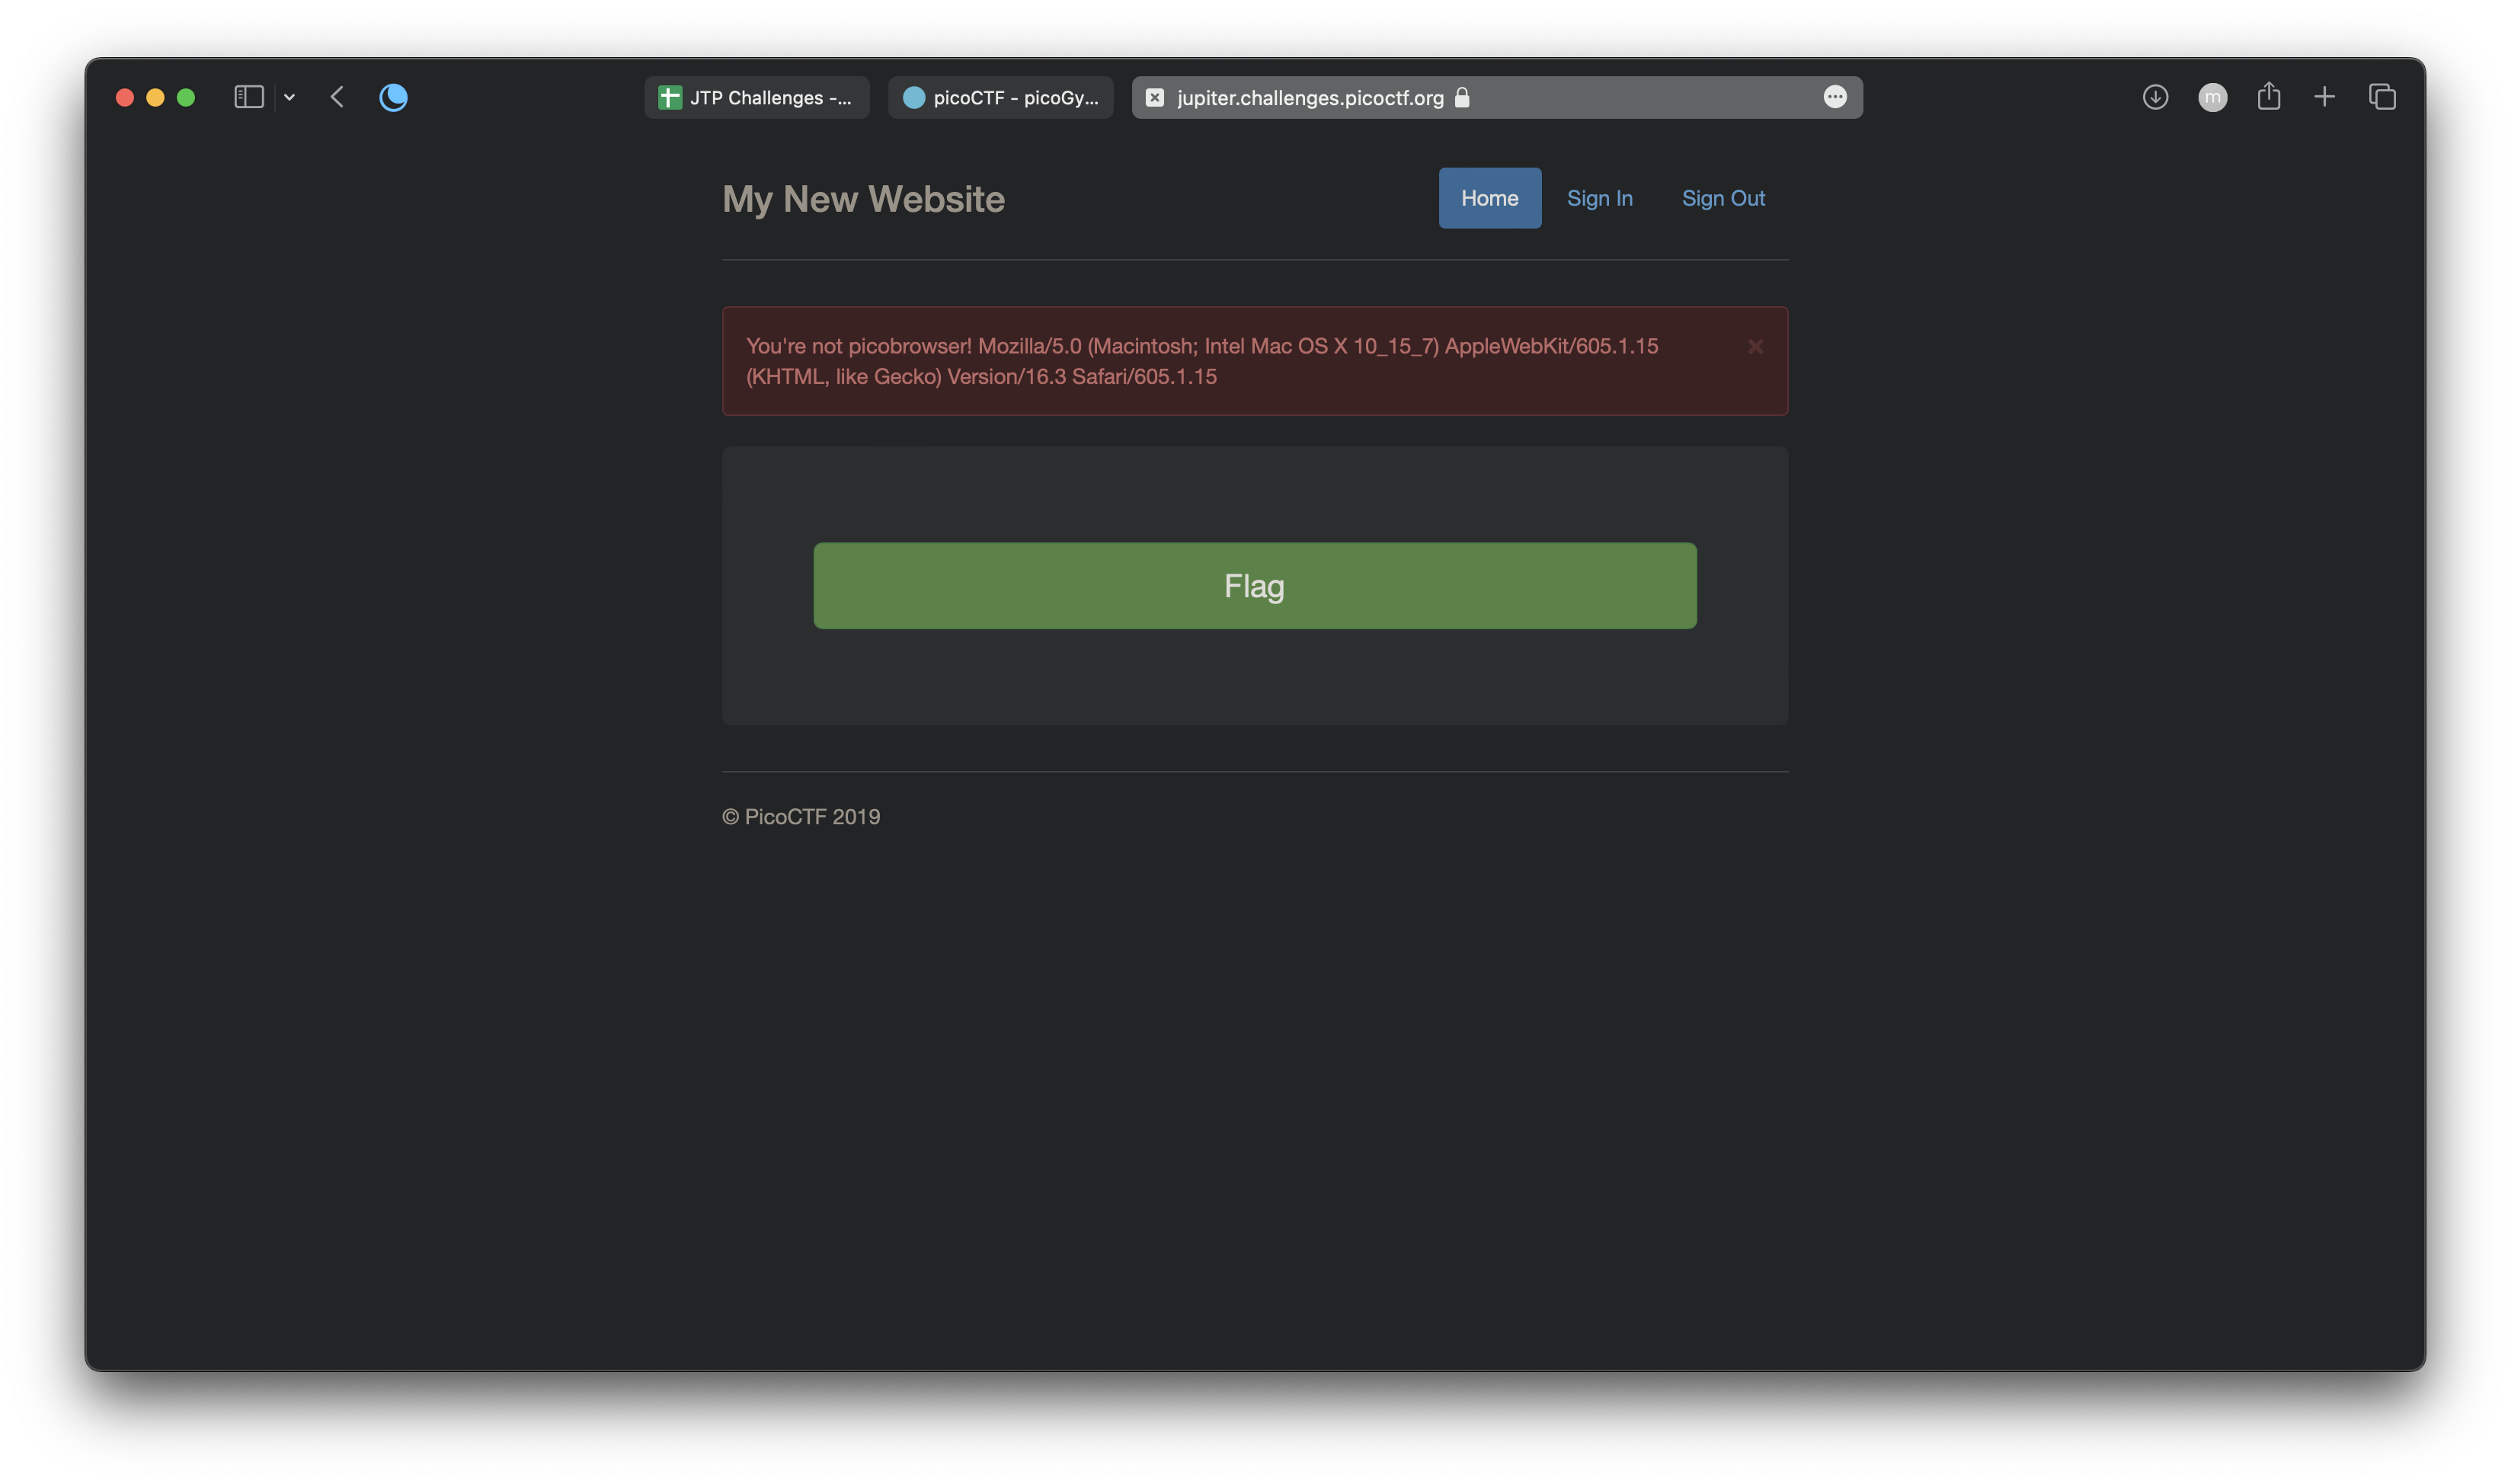 JTP Challenges -...
picoCTF - picoGy...
jupiter.challenges.picoctf.org
m
My New Website
Home
Sign In
Sign Out
You're not picobrowser! Mozilla/5.0 (Macintosh; Intel Mac OS X 10_15_7) AppleWebKit/605.1.15
(KHTML, like Gecko) Version/16.3 Safari/605.1.15
×
Flag
© PicoCTF 2019